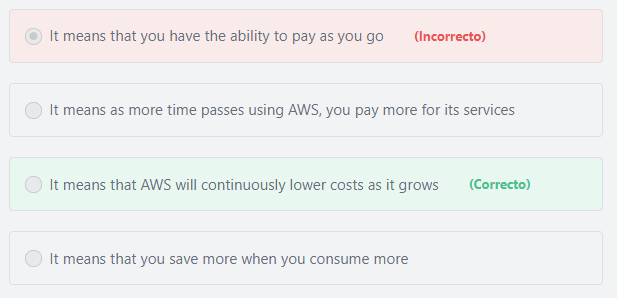 It means that you have the ability to pay as you go (Incorrecto)
It means as more time passes using AWS, you pay more for its services
It means that AWS will continuously lower costs as it grows (Correcto)
It means that you save more when you consume more